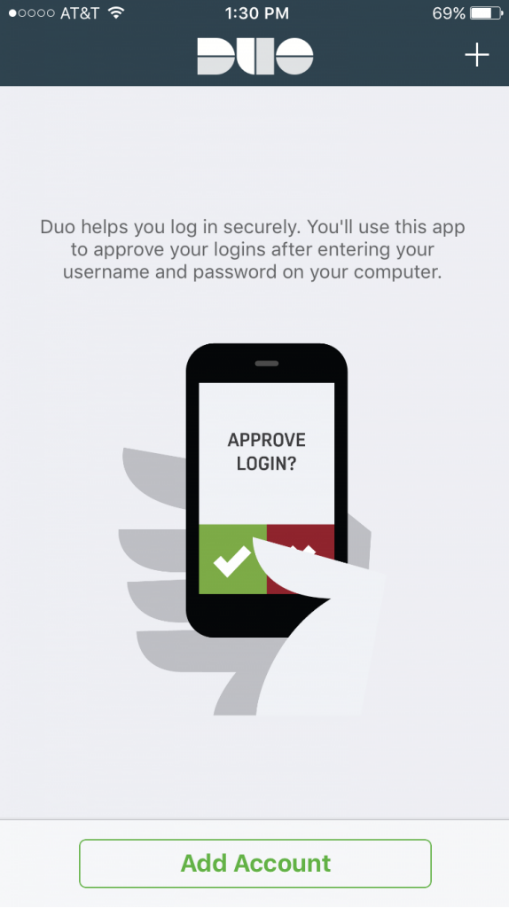 AT&T 1:30 PM 69%
DUO
Duo helps you log in securely. You'll use this app
to approve your logins after entering your
username and password on your computer.
APPROVE
LOGIN?
Add Account